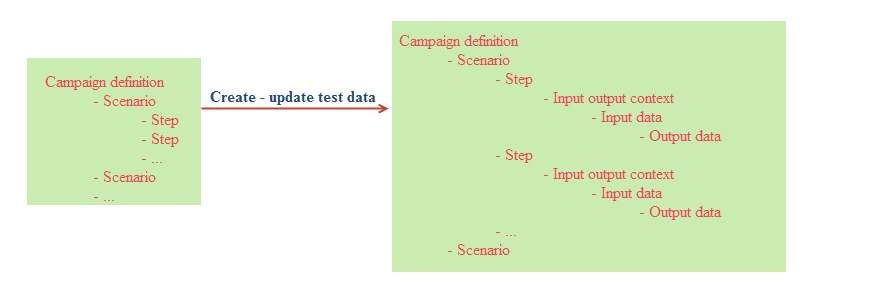 Campaign definition
- Scenario
- Step
- Step
- ...
- Scenario
- ...
Create - update test data
Campaign definition
- Scenario
- Step
- Input output context
- Input data
- Output data
- Step
- Input output context
- Input data
- Output data
- ...
- Scenario